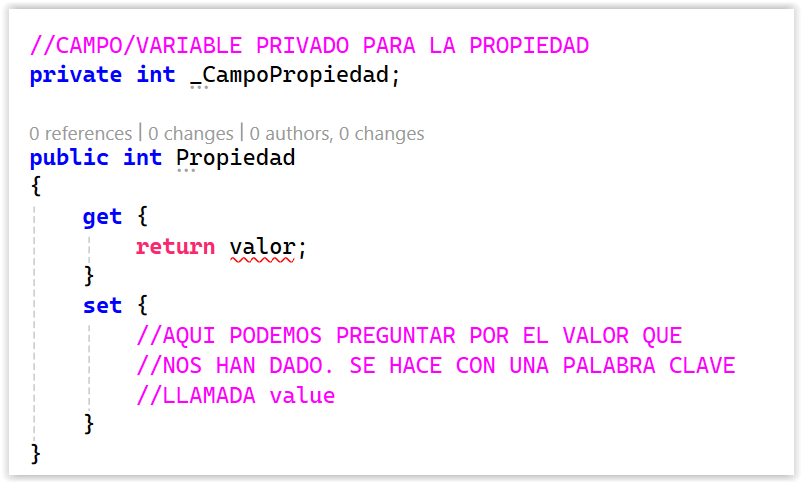 //CAMPO/VARIABLE PRIVADO PARA LA PROPIEDAD
private int _CampoPropiedad;
0 references | 0 changes | 0 authors, 0 changes
public int Propiedad
{
get {
return valor;
}
set {
//AQUI PODEMOS PREGUNTAR POR EL VALOR QUE
//NOS HAN DADO. SE HACE CON UNA PALABRA CLAVE
//LLAMADA value
}
}